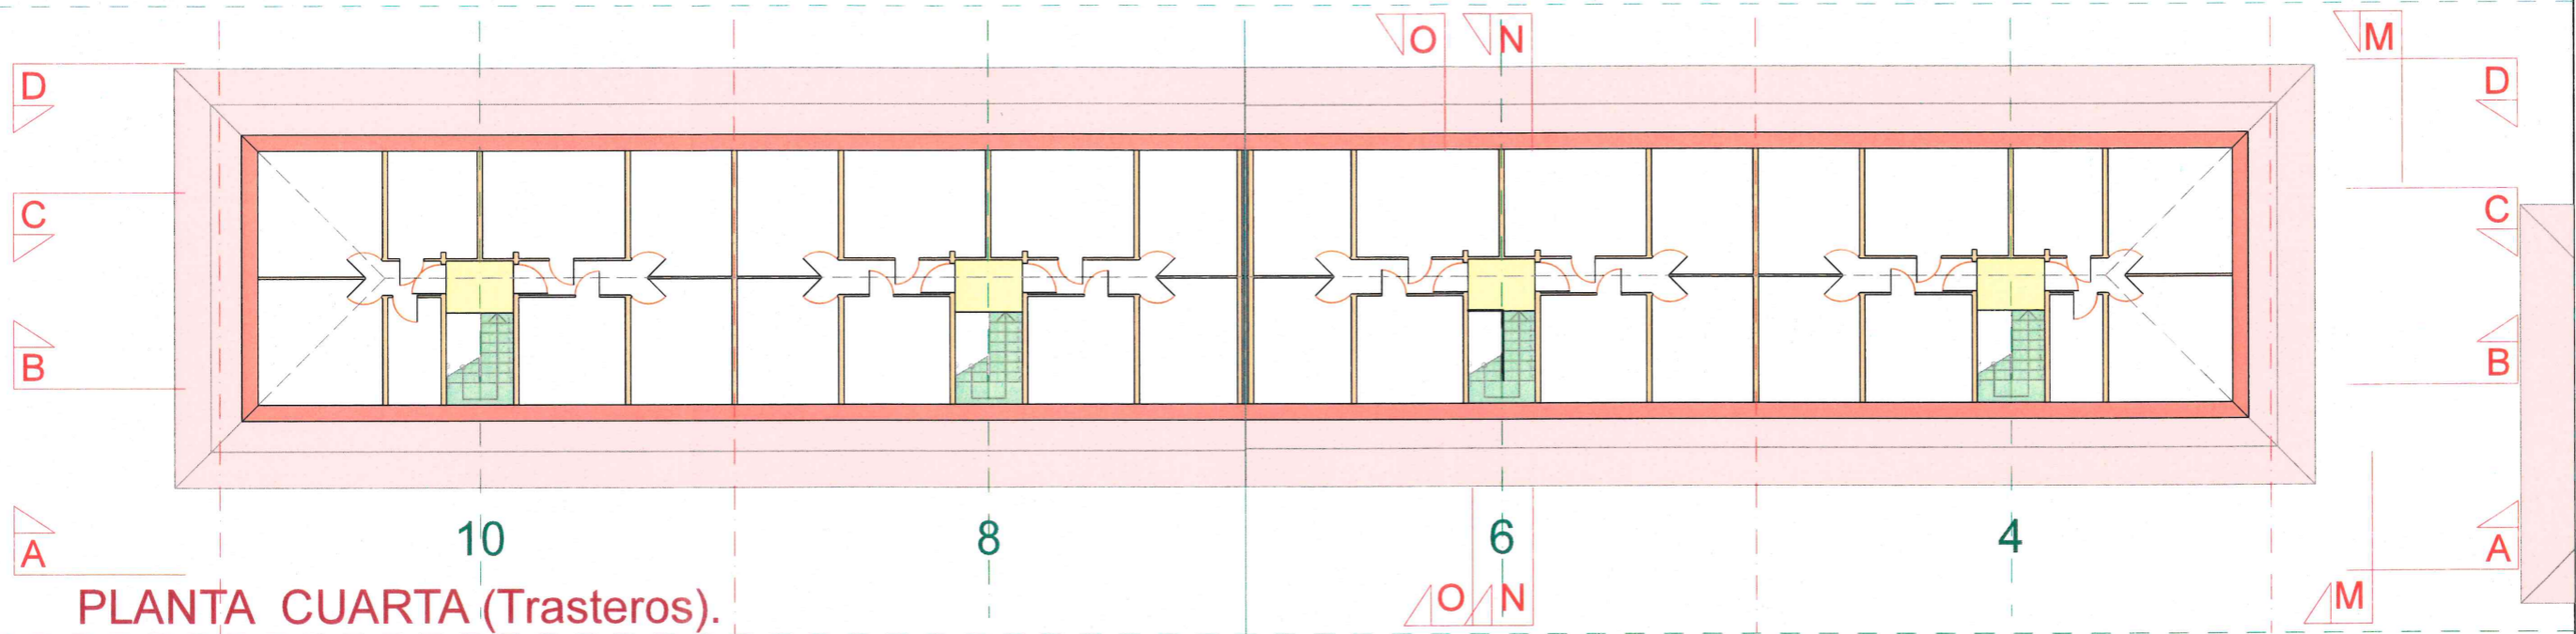 O N M
D D
C C
B B
10 8 6 4
A A
O N M
PLANTA CUARTA (Trasteros).